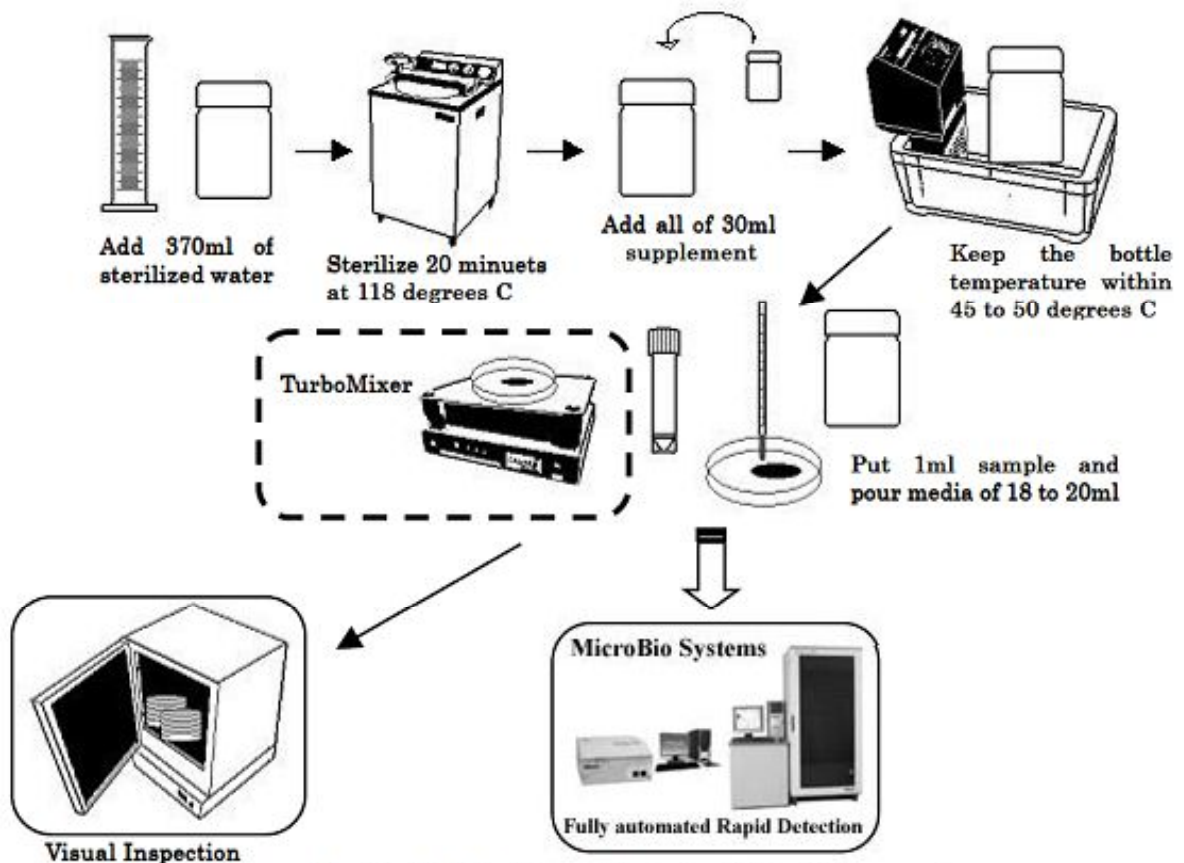 Add 370ml of
sterilized water
Sterilize 20 minuets
at 118 degrees C
Add all of 30ml
supplement
Keep the bottle
temperature within
45 to 50 degrees C
TurboMixer
Put 1ml sample and
pour media of 18 to 20ml
MicroBio Systems
Fully automated Rapid Detection
Visual Inspection